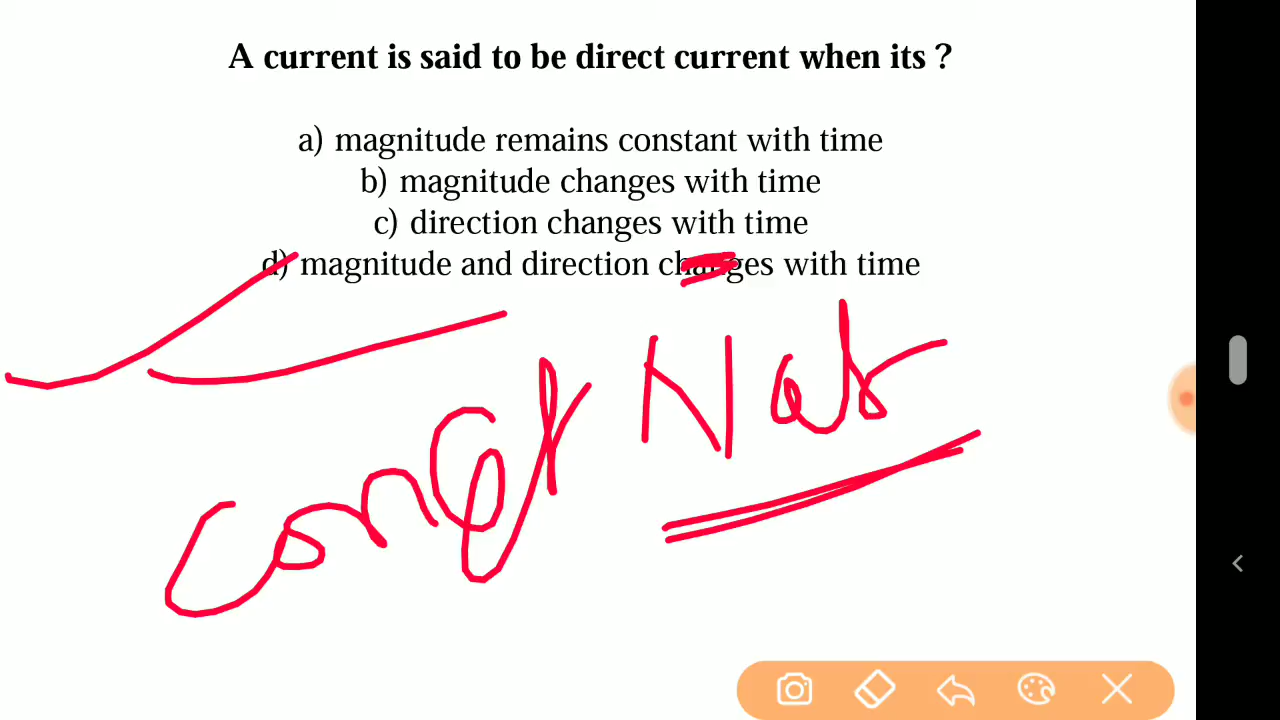 A current is said to be direct current when its ?
a) magnitude remains constant with time
b) magnitude changes with time
c) direction changes with time
d) magnitude and direction changes with time